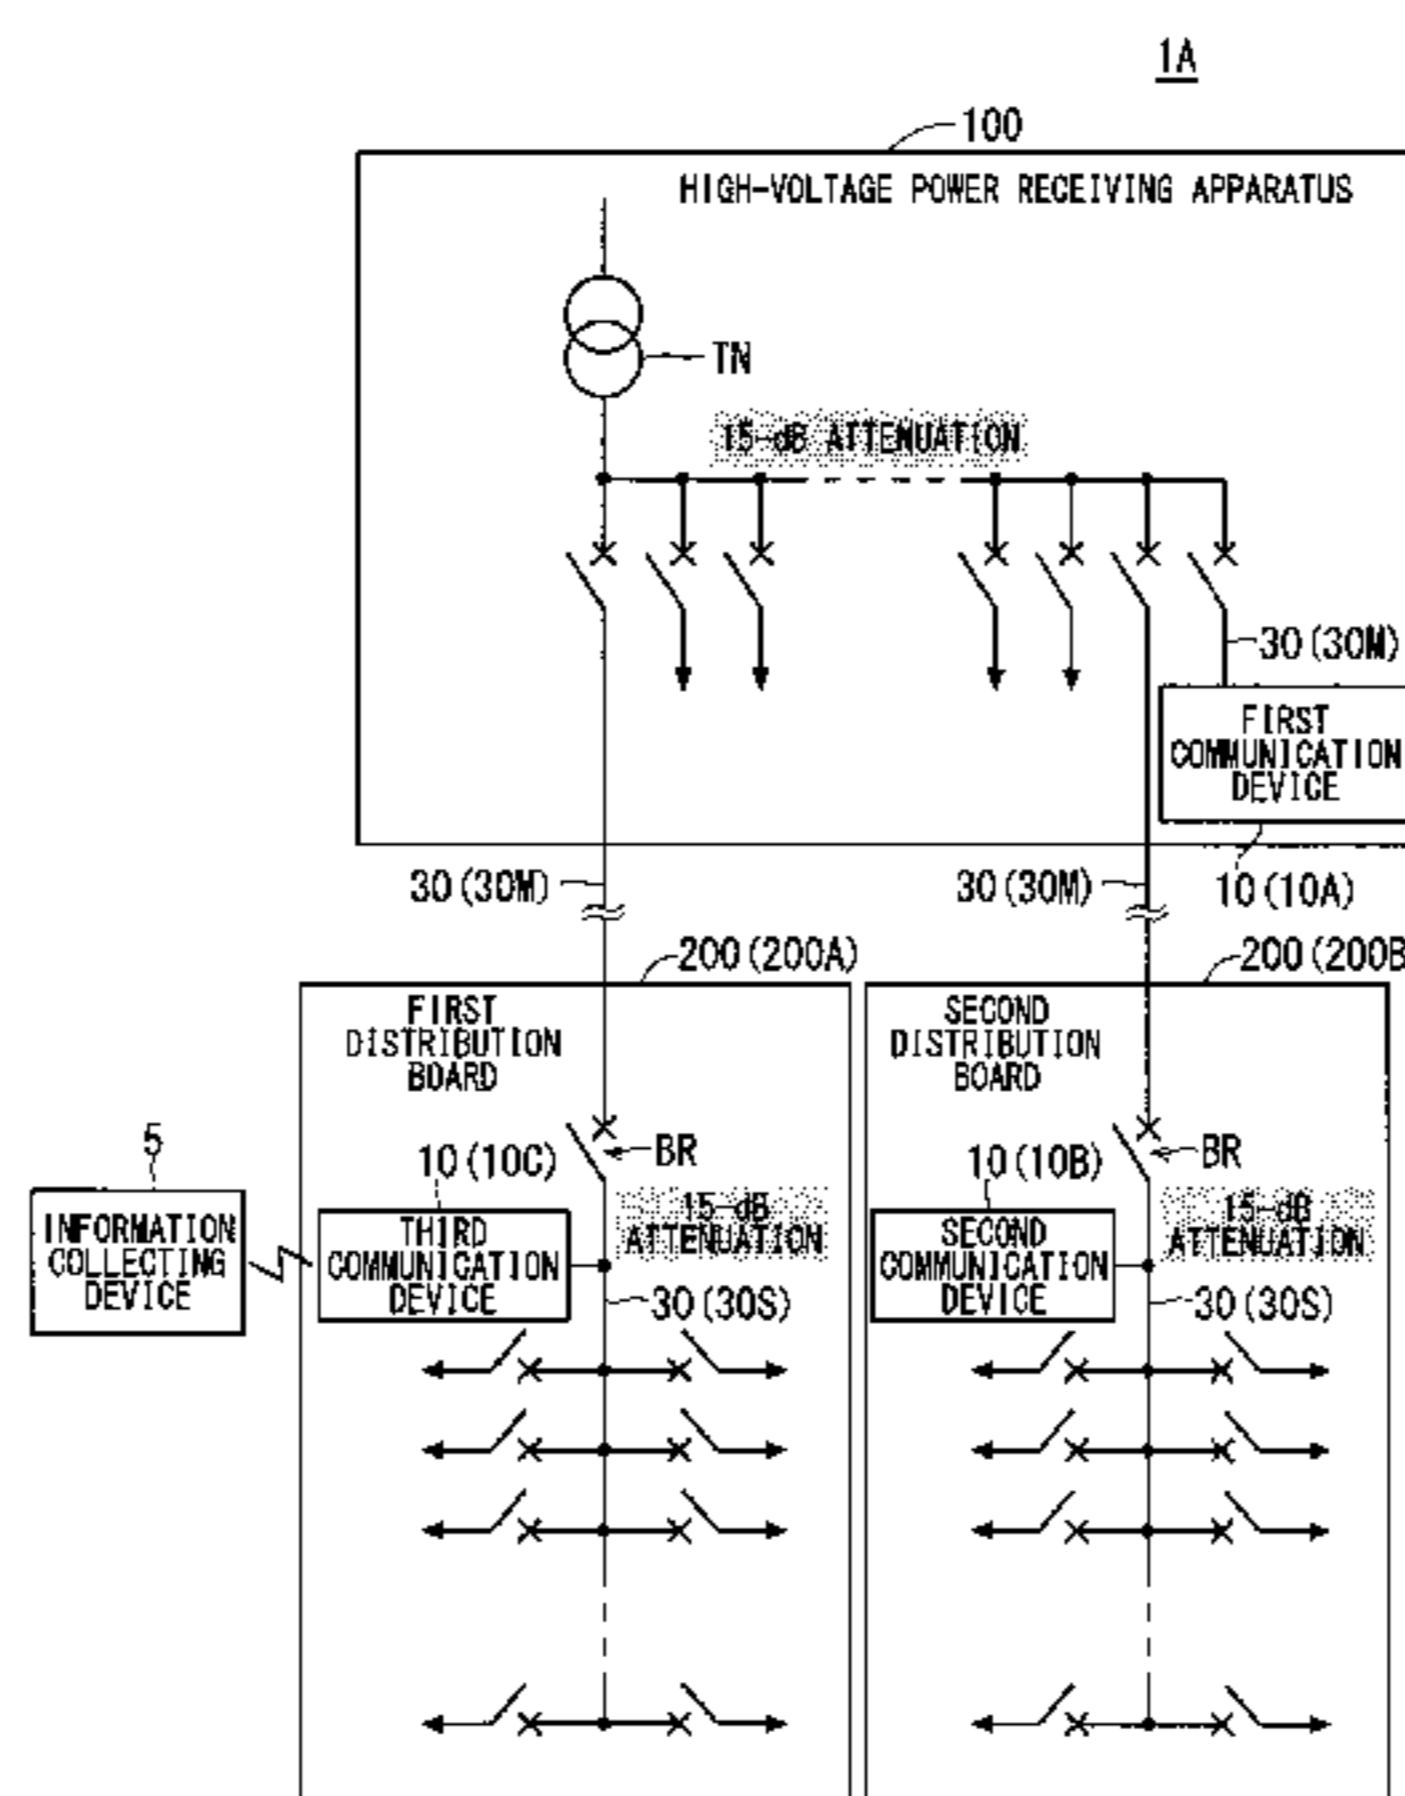 1A
100
HIGH-VOLTAGE POWER RECEIVING APPARATUS
TN
15-dB ATTENUATION
30(30M)
FIRST
COMMUNICATION
DEVICE
10(10A)
30(30M)
30(30M)
200(200A)
200(200B
FIRST
DISTRIBUTION
BOARD
SECOND
DISTRIBUTION
BOARD
BR
BR
5
10(10C)
10(10B)
INFORMATION
COLLECTING
DEVICE
THIRD
COMMUNICATION
DEVICE
15-dB
ATTENUATION
SECOND
COMMUNICATION
DEVICE
15-dB
ATTENUATION
30(30S)
30(30S)